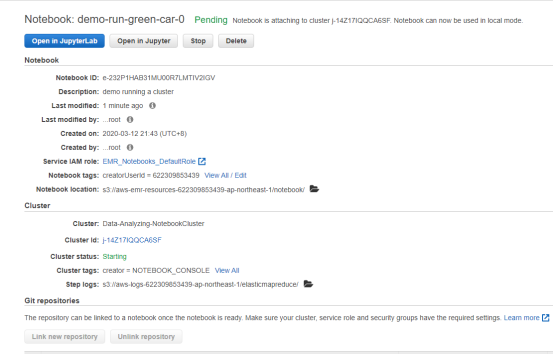 Notebook: demo-run-green-car-0 Pending Notebook is attaching to cluster j-14Z17IQQCA6SF. Notebook can now be used in local mode.
Open in JupyterLab Open in Jupyter Stop Delete
Notebook
Notebook ID: e-232P1HAB31MU00R7LMTIV2IGV
Description: demo running a cluster
Last modified: 1 minute ago
Last modified by: ...root
Created on: 2020-03-12 21:43 (UTC+8)
Created by: ...root
Service IAM role: EMR_Notebooks_DefaultRole
Notebook tags: creatorUserId = 622309853439 View All / Edit
Notebook location: s3://aws-emr-resources-622309853439-ap-northeast-1/notebook/
Cluster
Cluster: Data-Analyzing-NotebookCluster
Cluster Id: j-14Z17IQQCA6SF
Cluster status: Starting
Cluster tags: creator = NOTEBOOK_CONSOLE View All
Step logs: s3://aws-logs-622309853439-ap-northeast-1/elasticmapreduce/
Git repositories
The repository can be linked to a notebook once the notebook is ready. Make sure your cluster, service role and security groups have the required settings. Learn more
Link new repository Unlink repository